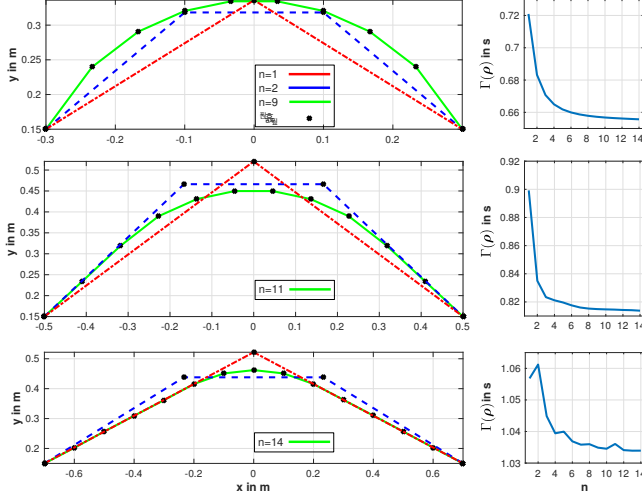 y in m
0.35
0.3
0.25
0.2
0.15
-0.3
-0.2
-0.1
0
0.1
0.2
n=1
n=2
n=9
Γ(ρ) in s
0.72
0.7
0.68
0.66
2 4 6 8 10 12 14
y in m
0.5
0.45
0.4
0.35
0.3
0.25
0.2
0.15
-0.5 -0.4 -0.3 -0.2 -0.1 0 0.1 0.2 0.3 0.4 0.5
n=11
Γ(ρ) in s
0.92
0.9
0.88
0.86
0.84
0.82
2 4 6 8 10 12 14
y in m
0.5
0.4
0.3
0.2
-0.6 -0.4 -0.2 0 0.2 0.4 0.6
x in m
n=14
Γ(ρ) in s
1.06
1.05
1.04
1.03
2 4 6 8 10 12 14
n